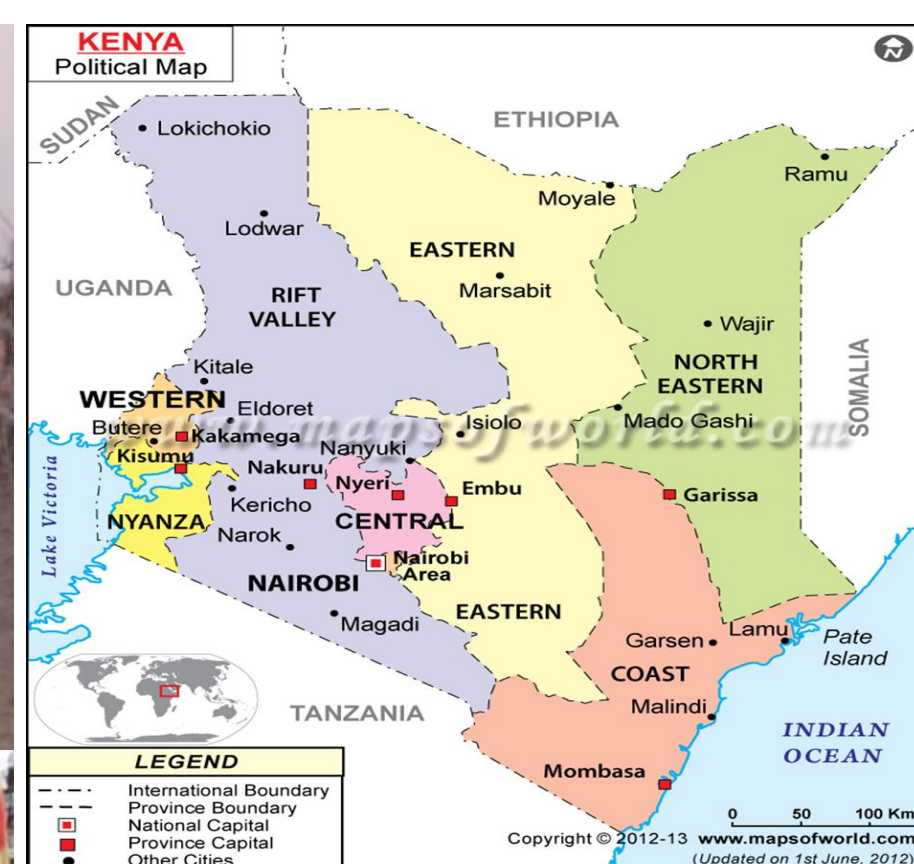 KENYA
Political Map
N
SUDAN
Lokichokio
ETHIOPIA
Ramu
Moyale
Lodwar
EASTERN
UGANDA
Marsabit
RIFT
VALLEY
Wajir
Kitale
NORTH
EASTERN
SOMALIA
WESTERN
Eldoret
Mado Gashi
Butere
Kakamega
Isiolo
www.mapsofworld.com
Kisumu
Nanyuki
Nakuru
Nyeri
Embu
Garissa
Lake Victoria
Kericho
NYANZA
CENTRAL
Narok
Nairobi
Area
NAIROBI
EASTERN
Magadi
Garsen
Lamu
Pate
Island
COAST
TANZANIA
Malindi
INDIAN
OCEAN
LEGEND
Mombasa
International Boundary
Province Boundary
National Capital
Province Capital
Other Cities
0 50 100 Km
Copyright © 2012-13 www.mapsofworld.com
(Updated on 1st June, 2012)